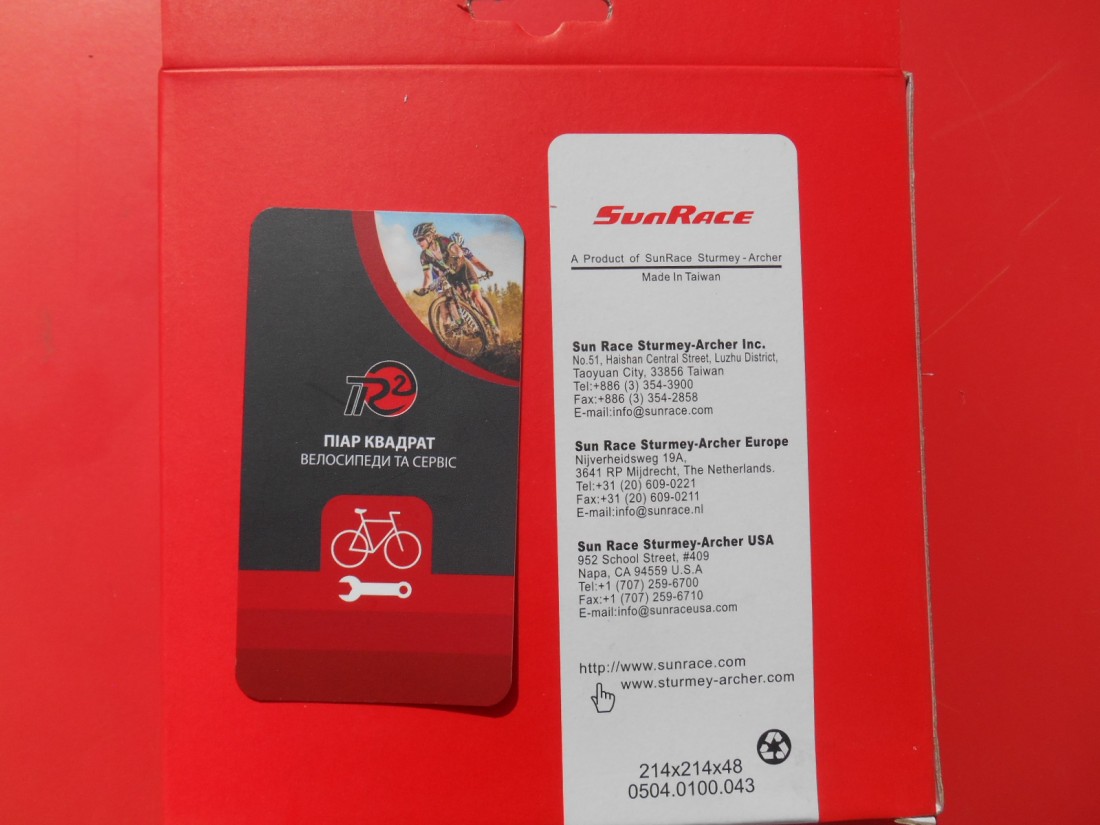 ПR2
ПІАР КВАДРАТ
ВЕЛОСИПЕДИ ТА СЕРВІС
SunRace
A Product of SunRace Sturmey-Archer
Made In Taiwan
Sun Race Sturmey-Archer Inc.
No.51, Haishan Central Street, Luzhu District,
Taoyuan City, 33856 Taiwan
Tel:+886 (3) 354-3900
Fax:+886 (3) 354-2858
E-mail:info@sunrace.com
Sun Race Sturmey-Archer Europe
Nijverheidsweg 19A,
3641 RP Mijdrecht, The Netherlands.
Tel:+31 (20) 609-0221
Fax:+31 (20) 609-0211
E-mail:info@sunrace.nl
Sun Race Sturmey-Archer USA
952 School Street, #409
Napa, CA 94559 U.S.A
Tel:+1 (707) 259-6700
Fax:+1 (707) 259-6710
E-mail:info@sunraceusa.com
http://www.sunrace.com
www.sturmey-archer.com
214x214x48
0504.0100.043